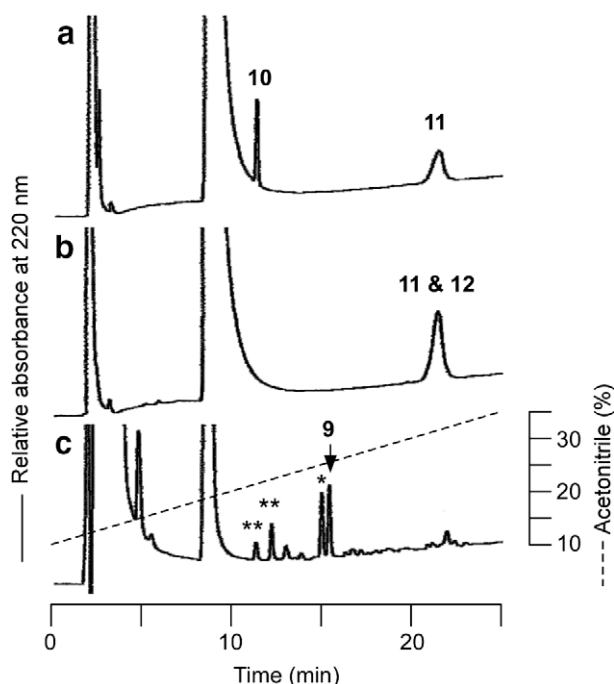 a
10
11
b
11 & 12
c
9
*
**
**
30
20
10
Relative absorbance at 220 nm
Acetonitrile (%)
0
10
20
Time (min)